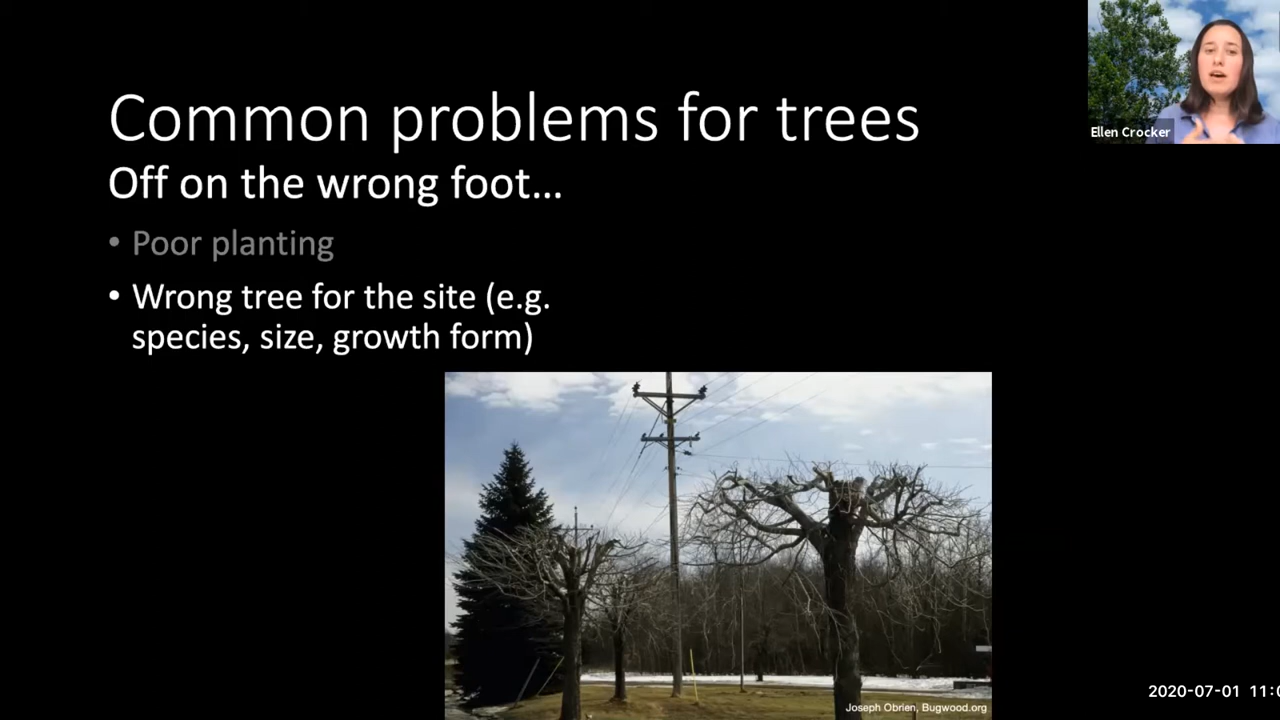 Common problems for trees
Off on the wrong foot...
• Poor planting
• Wrong tree for the site (e.g.
species, size, growth form)
Ellen Crocker
Joseph Obrien, Bugwood.org
2020-07-01 11:0